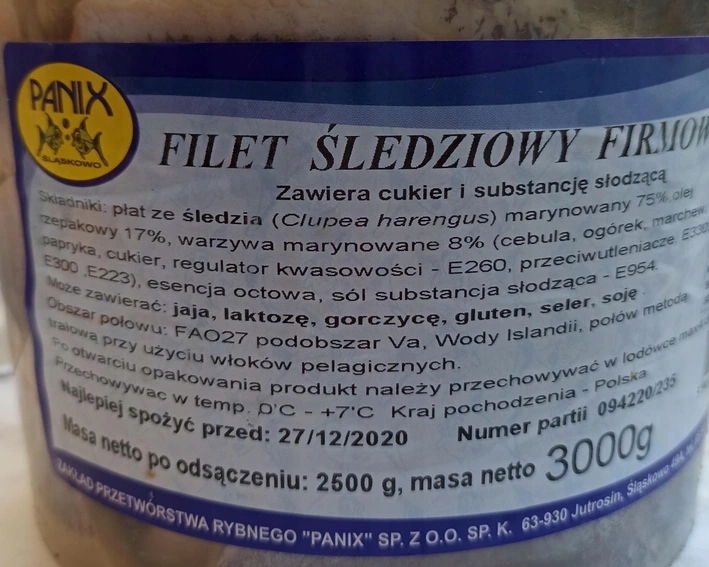 PANIX
ŚLĄSKOWO
FILET ŚLEDZIOWY FIRMOW
Zawiera cukier i substancję słodzącą
Składniki: płat ze śledzia (Clupea harengus) marynowany 75%, olej
rzepakowy 17%, warzywa marynowane 8% (cebula, ogórek, marchew,
papryka, cukier, regulator kwasowości - E260, przeciwutleniacze E330,
E300 ,E223), esencja octowa, sól substancja słodząca - E954.
Może zawierać: jaja, laktozę, gorczycę, gluten, seler, soję
Obszar połowu: FAO27 podobszar Va, Wody Islandii, połów metodą
trałową przy użyciu włoków pelagicznych.
Po otwarciu opakowania produkt należy przechowywać w lodówce
Przechowywać w temp. 0'C - +7'C Kraj pochodzenia - Polska
Najlepiej spożyć przed: 27/12/2020 Numer partii 094220/235
Masa netto po odsączeniu: 2500 g, masa netto 3000g
ZAKŁAD PRZETWÓRSTWA RYBNEGO "PANIX" SP. Z O.O. SP. K. 63-930 Jutrosin, Śląskowo